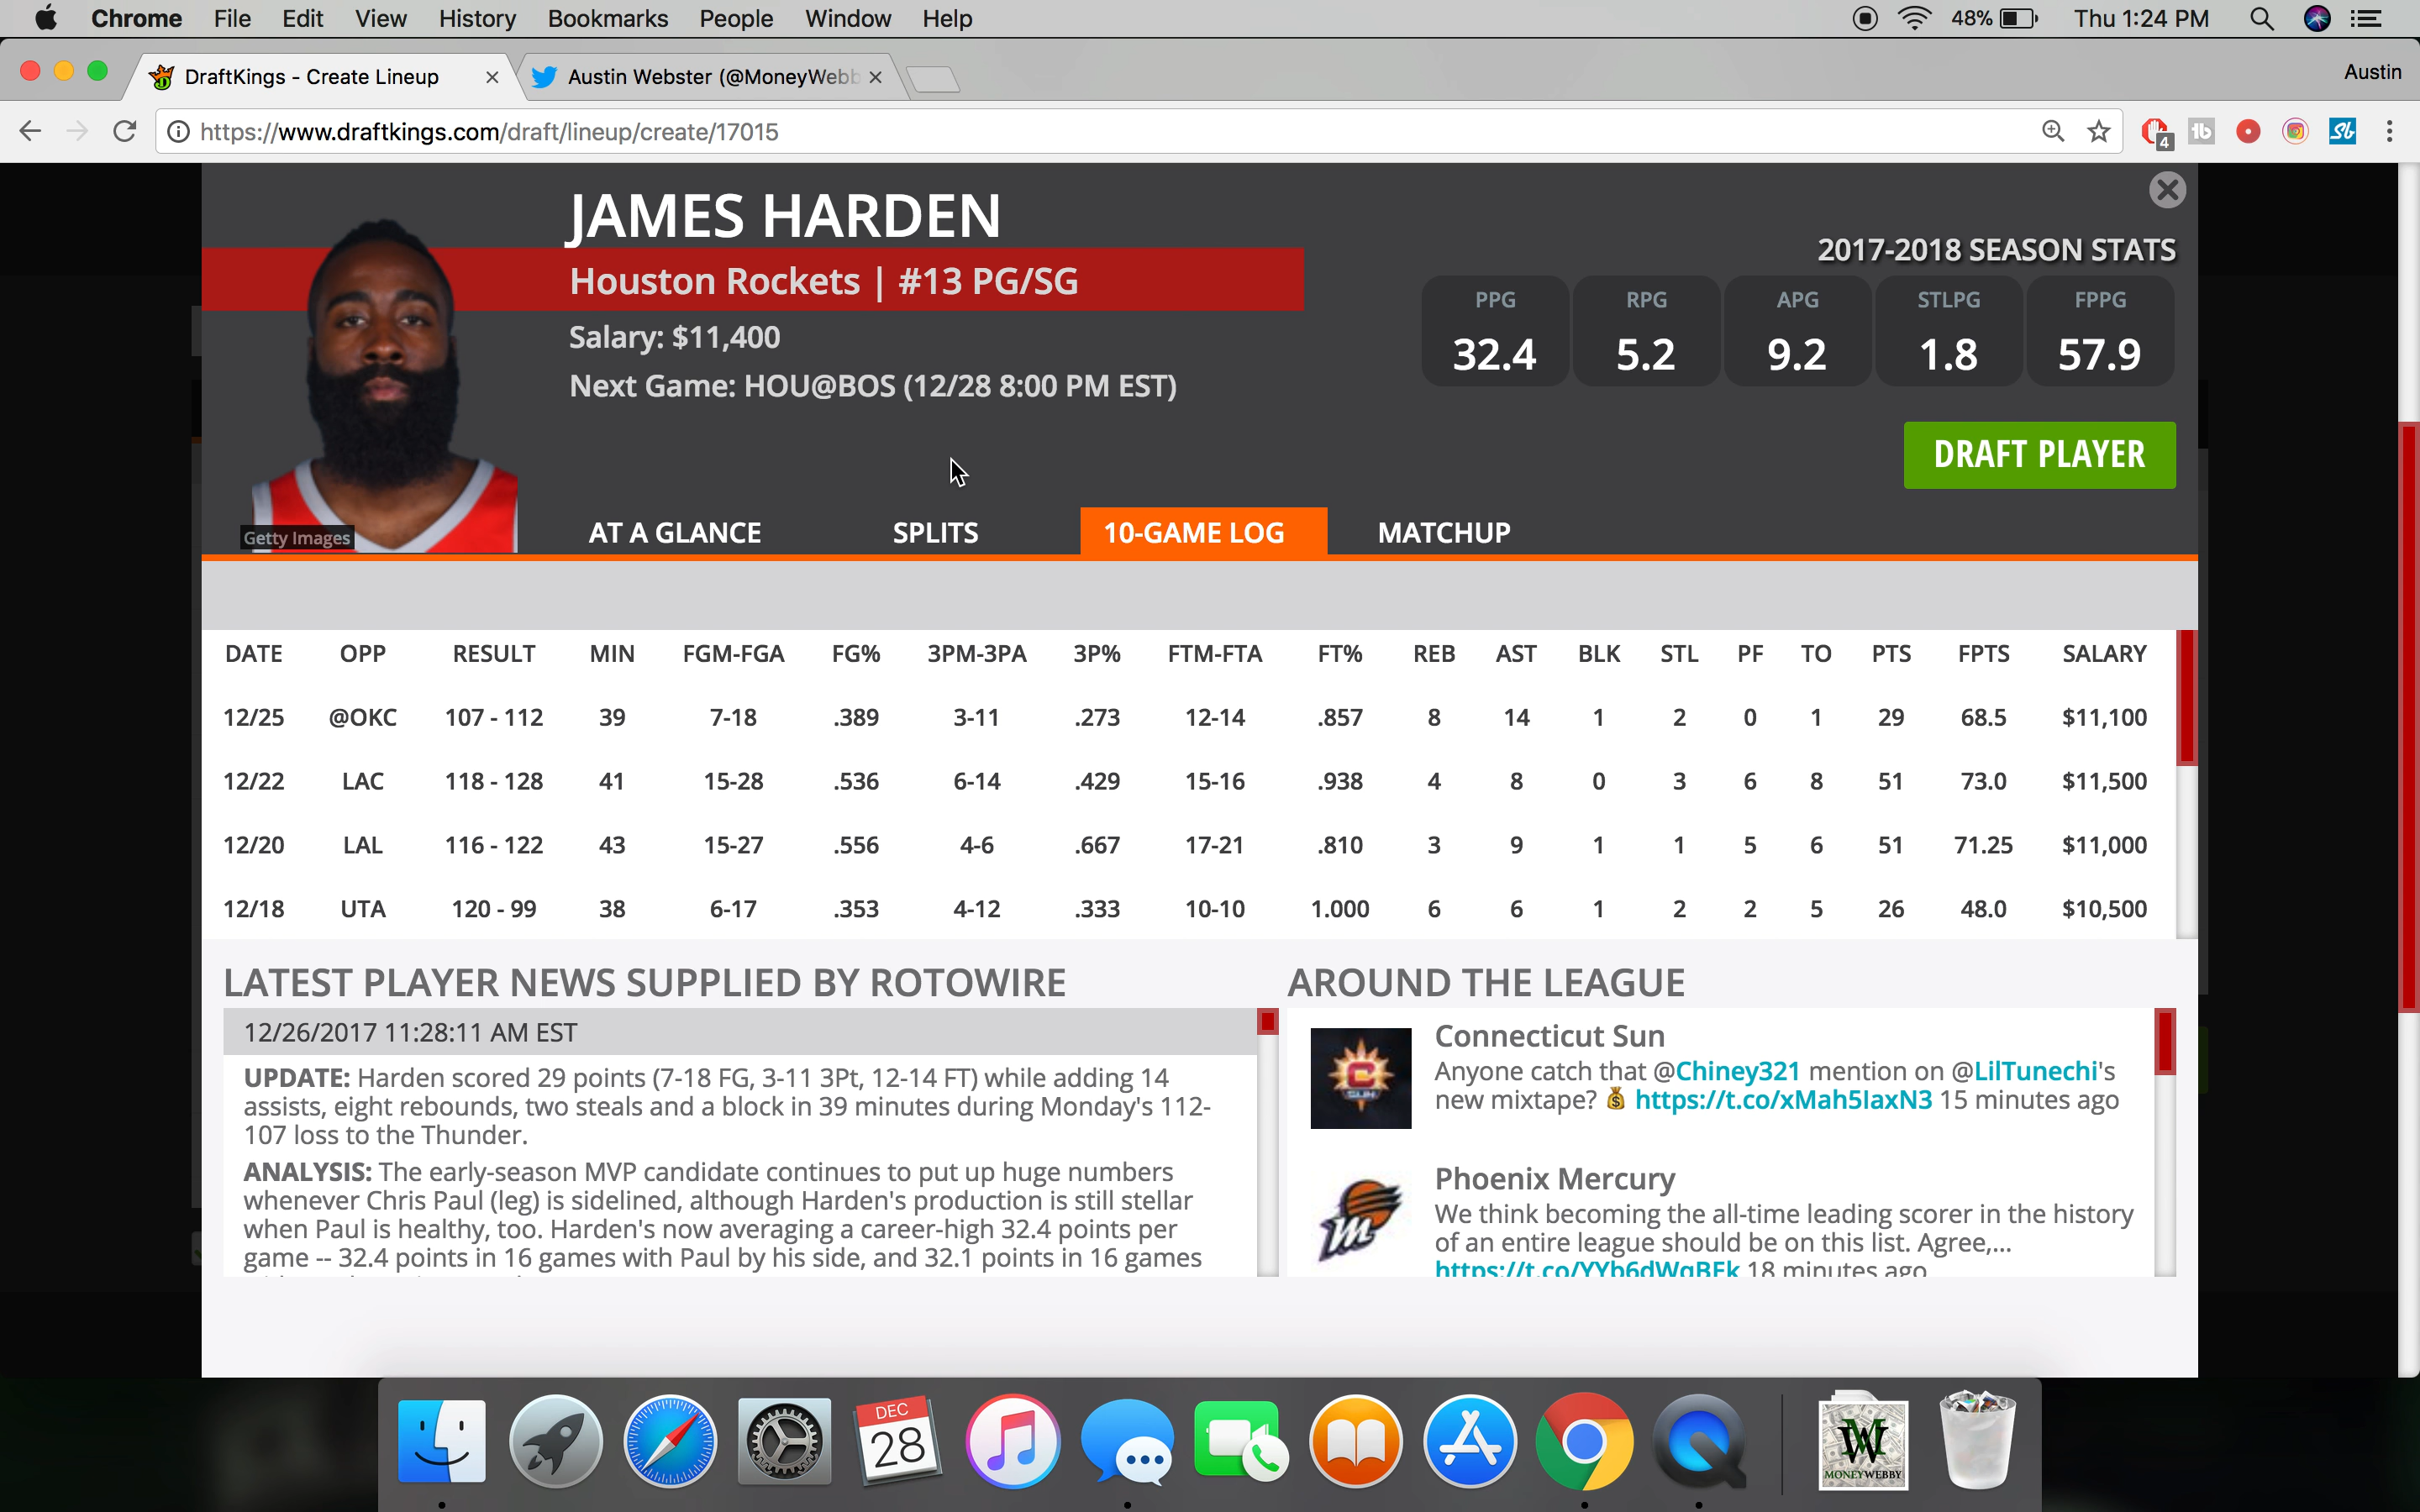 Chrome File Edit View History Bookmarks People Window Help 48% Thu 1:24 PM
DraftKings - Create Lineup Austin Webster (@MoneyWebb Austin
https://www.draftkings.com/draft/lineup/create/17015 4 tb Sb
JAMES HARDEN
Houston Rockets | #13 PG/SG
Salary: $11,400
Next Game: HOU@BOS (12/28 8:00 PM EST)
2017-2018 SEASON STATS
PPG RPG APG STLPG FPPG
32.4 5.2 9.2 1.8 57.9
DRAFT PLAYER
Getty Images
AT A GLANCE SPLITS 10-GAME LOG MATCHUP
DATE OPP RESULT MIN FGM-FGA FG% 3PM-3PA 3P% FTM-FTA FT% REB AST BLK STL PF TO PTS FPTS SALARY
12/25 @OKC 107 - 112 39 7-18 .389 3-11 .273 12-14 .857 8 14 1 2 0 1 29 68.5 $11,100
12/22 LAC 118 - 128 41 15-28 .536 6-14 .429 15-16 .938 4 8 0 3 6 8 51 73.0 $11,500
12/20 LAL 116 - 122 43 15-27 .556 4-6 .667 17-21 .810 3 9 1 1 5 6 51 71.25 $11,000
12/18 UTA 120 - 99 38 6-17 .353 4-12 .333 10-10 1.000 6 6 1 2 2 5 26 48.0 $10,500
LATEST PLAYER NEWS SUPPLIED BY ROTOWIRE
12/26/2017 11:28:11 AM EST
UPDATE: Harden scored 29 points (7-18 FG, 3-11 3Pt, 12-14 FT) while adding 14
assists, eight rebounds, two steals and a block in 39 minutes during Monday's 112-
107 loss to the Thunder.
ANALYSIS: The early-season MVP candidate continues to put up huge numbers
whenever Chris Paul (leg) is sidelined, although Harden's production is still stellar
when Paul is healthy, too. Harden's now averaging a career-high 32.4 points per
game -- 32.4 points in 16 games with Paul by his side, and 32.1 points in 16 games
AROUND THE LEAGUE
Connecticut Sun
Anyone catch that @Chiney321 mention on @LilTunechi's
new mixtape? 💰 https://t.co/xMah5IaxN3 15 minutes ago
C
SUN
Phoenix Mercury
We think becoming the all-time leading scorer in the history
of an entire league should be on this list. Agree,...
https://t.co/YYb6dWqBEk 18 minutes ago
DEC
28
W
MONEYWEBBY